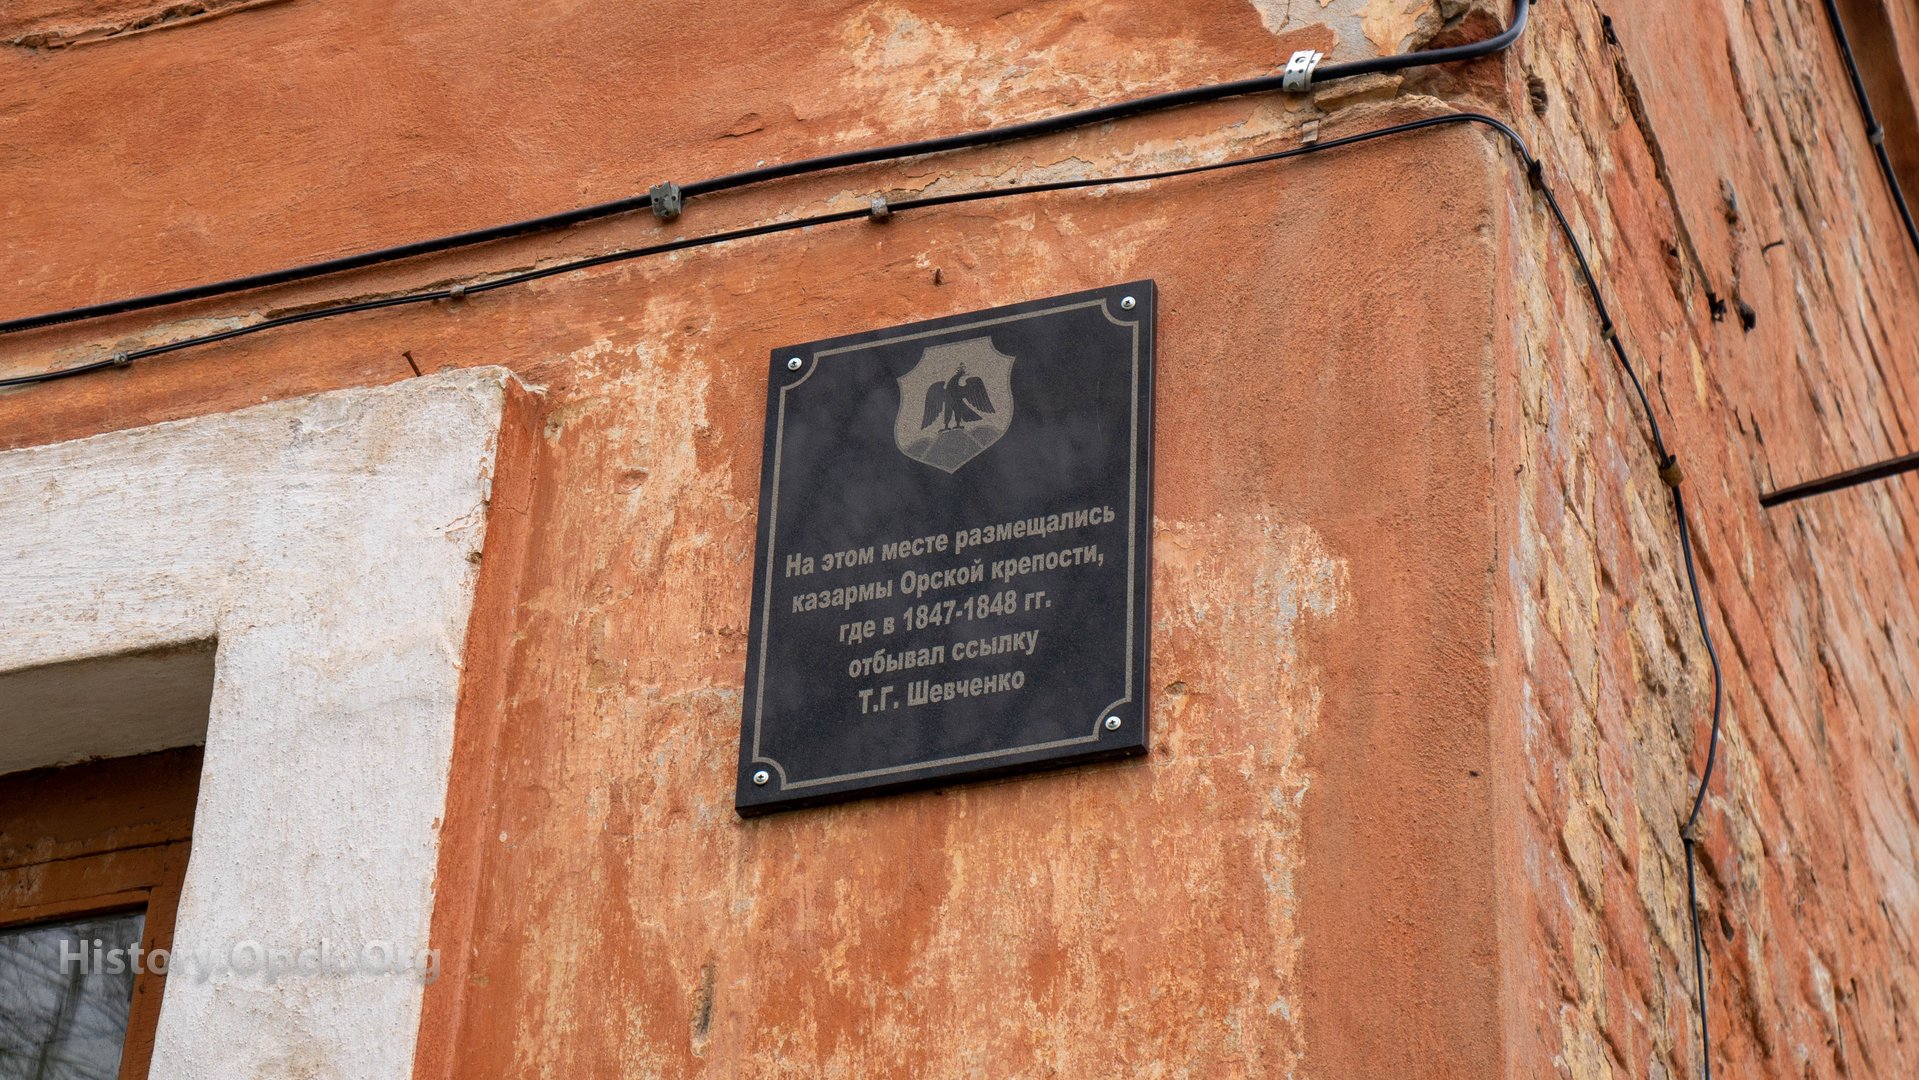 На этом месте размещались
казармы Орской крепости,
где в 1847-1848 гг.
отбывал ссылку
Т.Г. Шевченко
History.Орск.Org